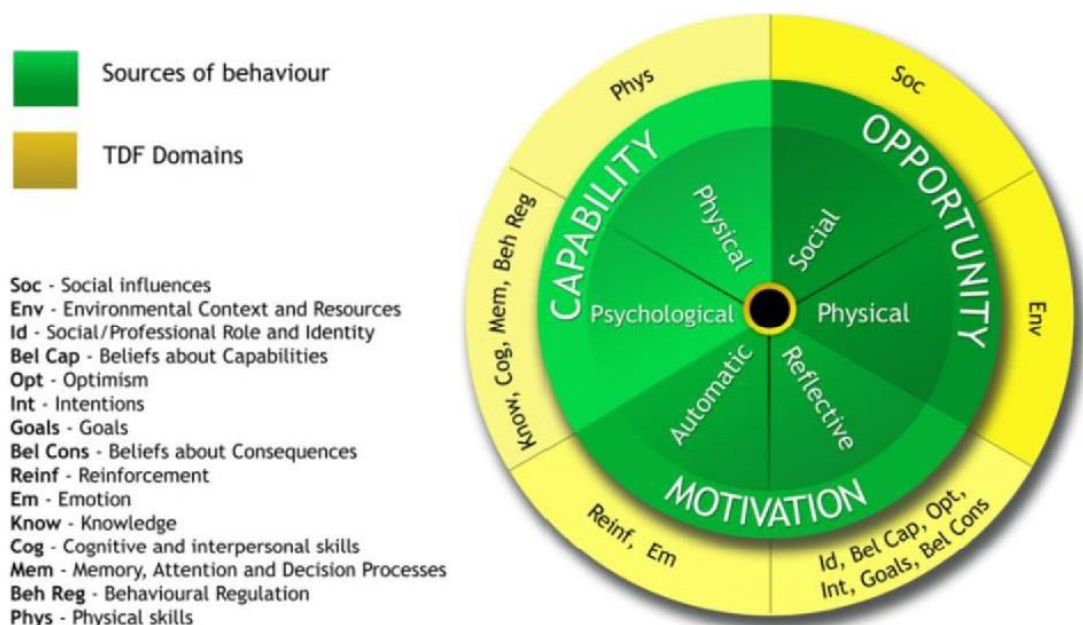 Sources of behaviour
TDF Domains
Soc - Social influences
Env - Environmental Context and Resources
Id - Social/Professional Role and Identity
Bel Cap - Beliefs about Capabilities
Opt - Optimism
Int - Intentions
Goals - Goals
Bel Cons - Beliefs about Consequences
Reinf - Reinforcement
Em - Emotion
Know - Knowledge
Cog - Cognitive and interpersonal skills
Mem - Memory, Attention and Decision Processes
Beh Reg - Behavioural Regulation
Phys - Physical skills
Phys
Soc
CAPABILITY
OPPORTUNITY
Physical
Social
Know, Cog, Mem, Beh Reg
Psychological
Physical
Env
Automatic
Reflective
MOTIVATION
Reinf, Em
Id, Bel Cap, Opt,
Int, Goals, Bel Cons